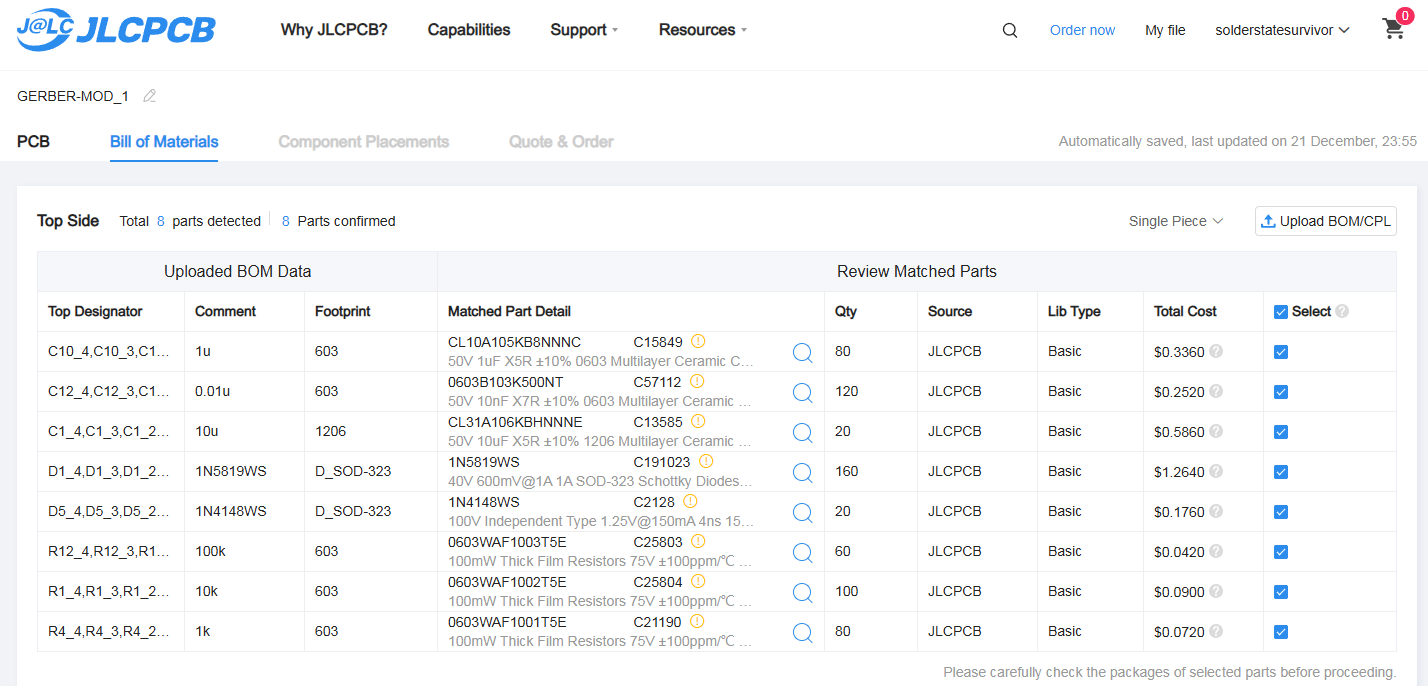 J@LC JLCPCB Why JLCPCB? Capabilities Support Resources Order now My file solderstatesurvivor 0
GERBER-MOD_1
PCB Bill of Materials Component Placements Quote & Order Automatically saved, last updated on 21 December, 23:55
Top Side Total 8 parts detected 8 Parts confirmed Single Piece Upload BOM/CPL
Uploaded BOM Data Review Matched Parts
Top Designator Comment Footprint Matched Part Detail Qty Source Lib Type Total Cost Select ?
C10_4,C10_3,C1... 1u 603 CL10A105KB8NNNC C15849 80 JLCPCB Basic $0.3360 ?
50V 1uF X5R ±10% 0603 Multilayer Ceramic C...
C12_4,C12_3,C1... 0.01u 603 0603B103K500NT C57112 120 JLCPCB Basic $0.2520 ?
50V 10nF X7R ±10% 0603 Multilayer Ceramic ...
C1_4,C1_3,C1_2... 10u 1206 CL31A106KBHNNNE C13585 20 JLCPCB Basic $0.5860 ?
50V 10uF X5R ±10% 1206 Multilayer Ceramic ...
D1_4,D1_3,D1_2... 1N5819WS D_SOD-323 1N5819WS C191023 160 JLCPCB Basic $1.2640 ?
40V 600mV@1A 1A SOD-323 Schottky Diodes...
D5_4,D5_3,D5_2... 1N4148WS D_SOD-323 1N4148WS C2128 20 JLCPCB Basic $0.1760 ?
100V Independent Type 1.25V@150mA 4ns 15...
R12_4,R12_3,R1... 100k 603 0603WAF1003T5E C25803 60 JLCPCB Basic $0.0420 ?
100mW Thick Film Resistors 75V ±100ppm/℃ ...
R1_4,R1_3,R1_2... 10k 603 0603WAF1002T5E C25804 100 JLCPCB Basic $0.0900 ?
100mW Thick Film Resistors 75V ±100ppm/℃ ...
R4_4,R4_3,R4_2... 1k 603 0603WAF1001T5E C21190 80 JLCPCB Basic $0.0720 ?
100mW Thick Film Resistors 75V ±100ppm/℃ ...
Please carefully check the packages of selected parts before proceeding.